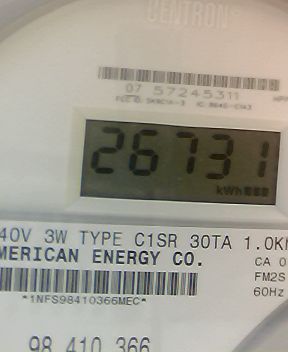 CENTRON
07 57245311
26731
kWh
40V 3W TYPE C1SR 30TA 1.0K
MERICAN ENERGY CO.
CA 0
FM2S
60Hz
*1NFS98410366MEC*
98 410 366